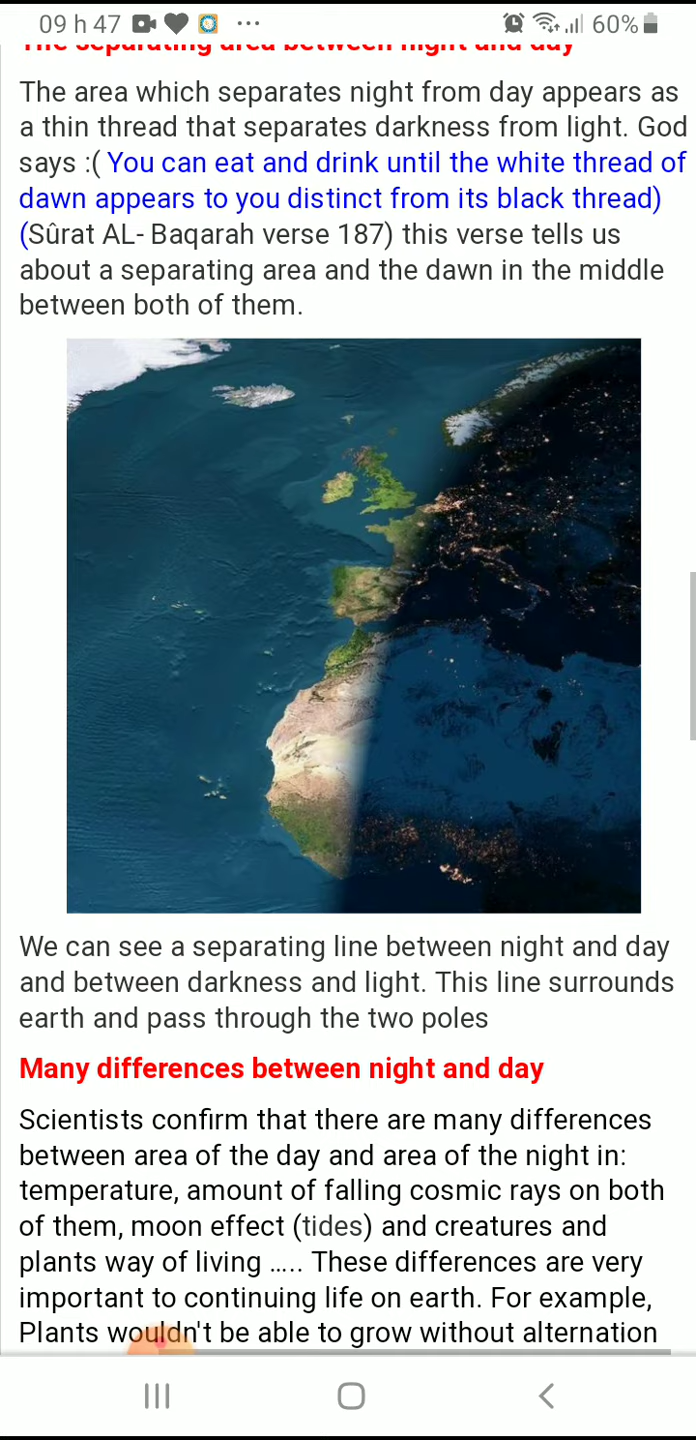 09 h 47 ... 60%
The separating area between night and day
The area which separates night from day appears as
a thin thread that separates darkness from light. God
says :( You can eat and drink until the white thread of
dawn appears to you distinct from its black thread)
(Sûrat AL- Baqarah verse 187) this verse tells us
about a separating area and the dawn in the middle
between both of them.
We can see a separating line between night and day
and between darkness and light. This line surrounds
earth and pass through the two poles
Many differences between night and day
Scientists confirm that there are many differences
between area of the day and area of the night in:
temperature, amount of falling cosmic rays on both
of them, moon effect (tides) and creatures and
plants way of living ..... These differences are very
important to continuing life on earth. For example,
Plants wouldn't be able to grow without alternation